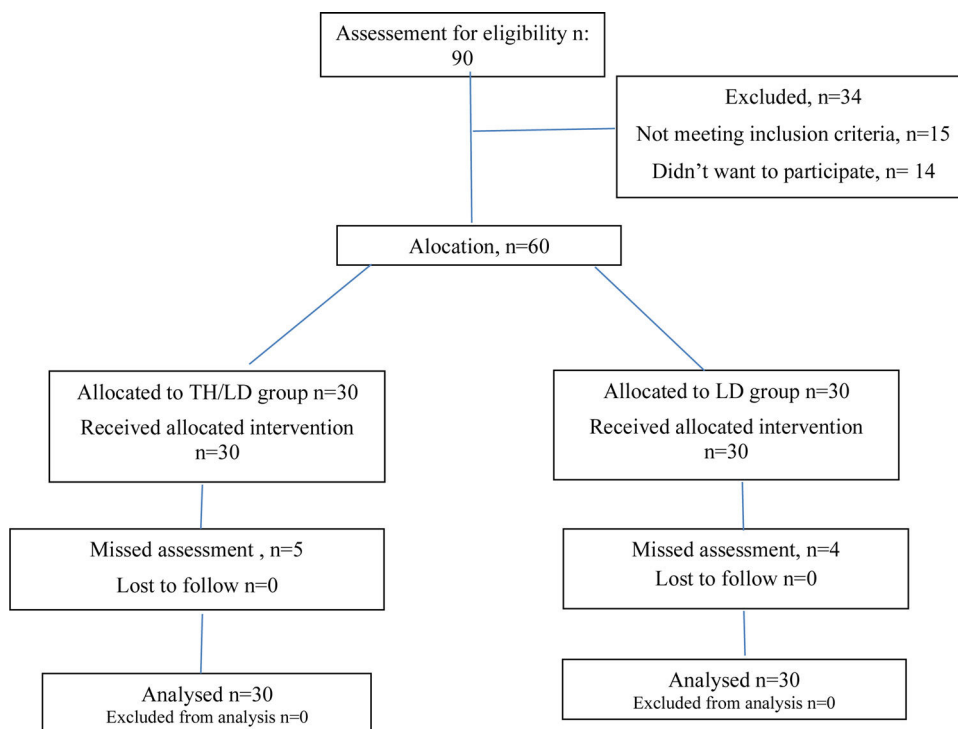 Assessement for eligibility n:
90
Excluded, n=34
Not meeting inclusion criteria, n=15
Didn’t want to participate, n= 14
Alocation, n=60
Allocated to TH/LD group n=30
Received allocated intervention
n=30
Allocated to LD group n=30
Received allocated intervention
n=30
Missed assessment , n=5
Lost to follow n=0
Missed assessment, n=4
Lost to follow n=0
Analysed n=30
Excluded from analysis n=0
Analysed n=30
Excluded from analysis n=0